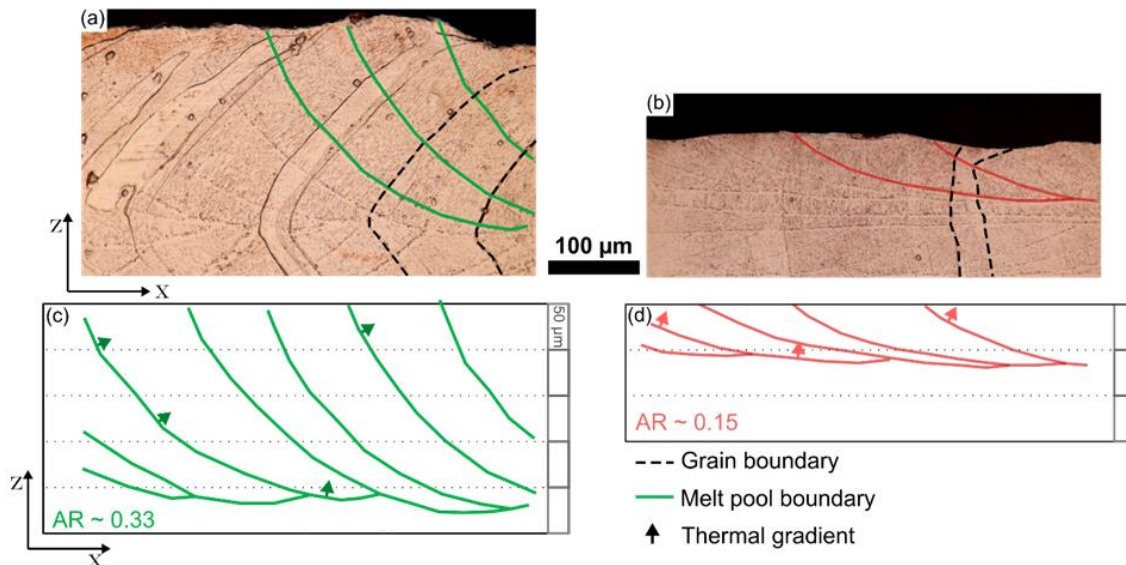 (a)
(b)
Z
X
100 µm
(c)
50 µm
(d)
AR ~ 0.33
AR ~ 0.15
Grain boundary
Melt pool boundary
Thermal gradient
Z
X